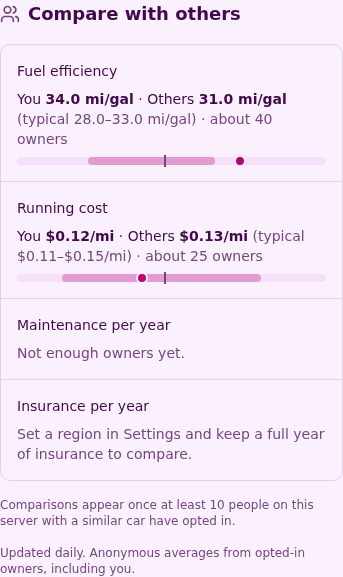 Compare with others
Fuel efficiency
You 34.0 mi/gal · Others 31.0 mi/gal
(typical 28.0–33.0 mi/gal) · about 40
owners
Running cost
You $0.12/mi · Others $0.13/mi (typical
$0.11–$0.15/mi) · about 25 owners
Maintenance per year
Not enough owners yet.
Insurance per year
Set a region in Settings and keep a full year
of insurance to compare.
Comparisons appear once at least 10 people on this
server with a similar car have opted in.
Updated daily. Anonymous averages from opted-in
owners, including you.